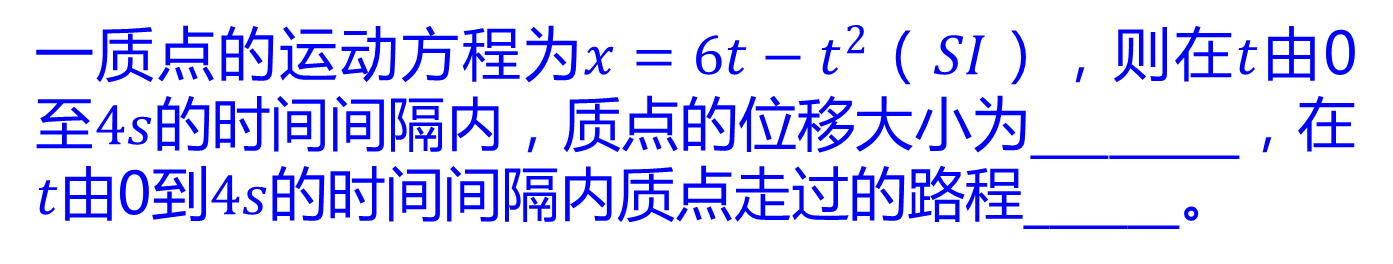 一质点的运动方程为x = 6t − t²（SI），则在t由0
至4s的时间间隔内，质点的位移大小为________，在
t由0到4s的时间间隔内质点走过的路程______。